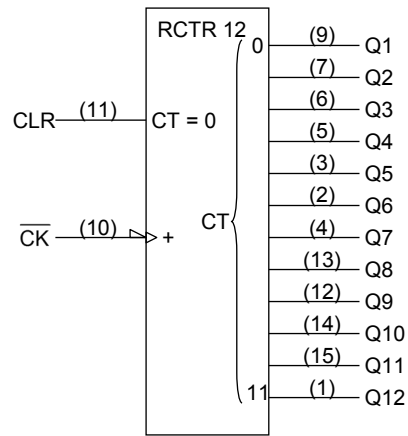 RCTR 12
0 (9) Q1
(7) Q2
(6) Q3
CLR (11) CT = 0
(5) Q4
(3) Q5
(2) Q6
CK (10) + CT
(4) Q7
(13) Q8
(12) Q9
(14) Q10
(15) Q11
11 (1) Q12